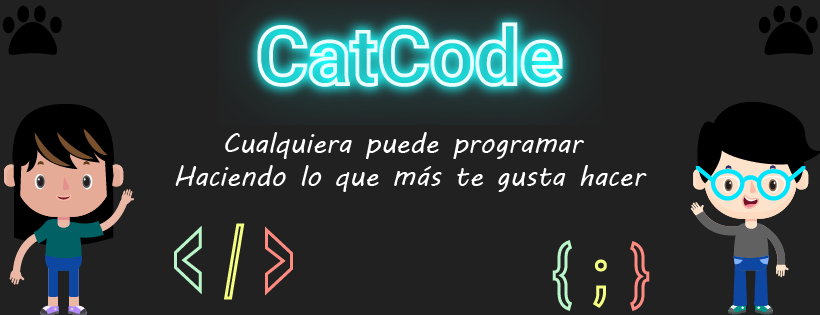 CatCode
Cualquiera puede programar
Haciendo lo que más te gusta hacer
</> {;}